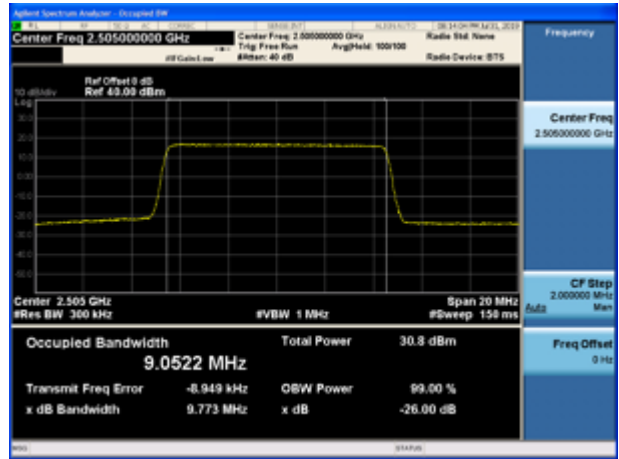 Agilent Spectrum Analyzer - Occupied BW
Center Freq 2.505000000 GHz
Center Freq: 2.505000000 GHz
Radio Std: None
Trig: Free Run
Avg|Hold: 100/100
#IFGain:Low
#Atten: 40 dB
Radio Device: BTS
Ref Offset 0 dB
10 dB/div
Ref 40.00 dBm
Log
30.0
20.0
10.0
0.00
-10.0
-20.0
-30.0
-40.0
-50.0
Center 2.505 GHz
Span 20 MHz
#Res BW 300 kHz
#VBW 1 MHz
#Sweep 150 ms
Occupied Bandwidth
Total Power
30.8 dBm
9.0522 MHz
Transmit Freq Error
-8.949 kHz
OBW Power
99.00 %
x dB Bandwidth
9.773 MHz
x dB
-26.00 dB
MSG
STATUS
Frequency
Center Freq
2.505000000 GHz
CF Step
2.000000 MHz
Auto
Man
Freq Offset
0 Hz